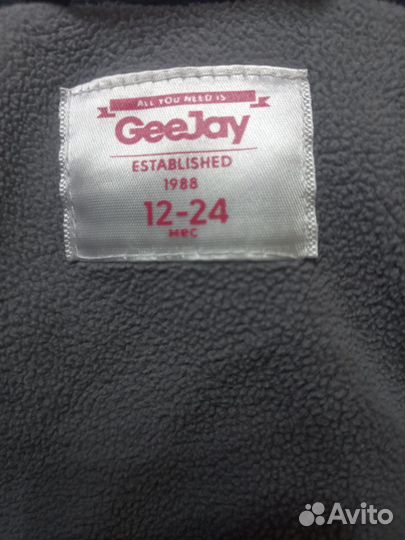 ALL YOU NEED IS
GeeJay
ESTABLISHED
1988
12-24
мес
Avito